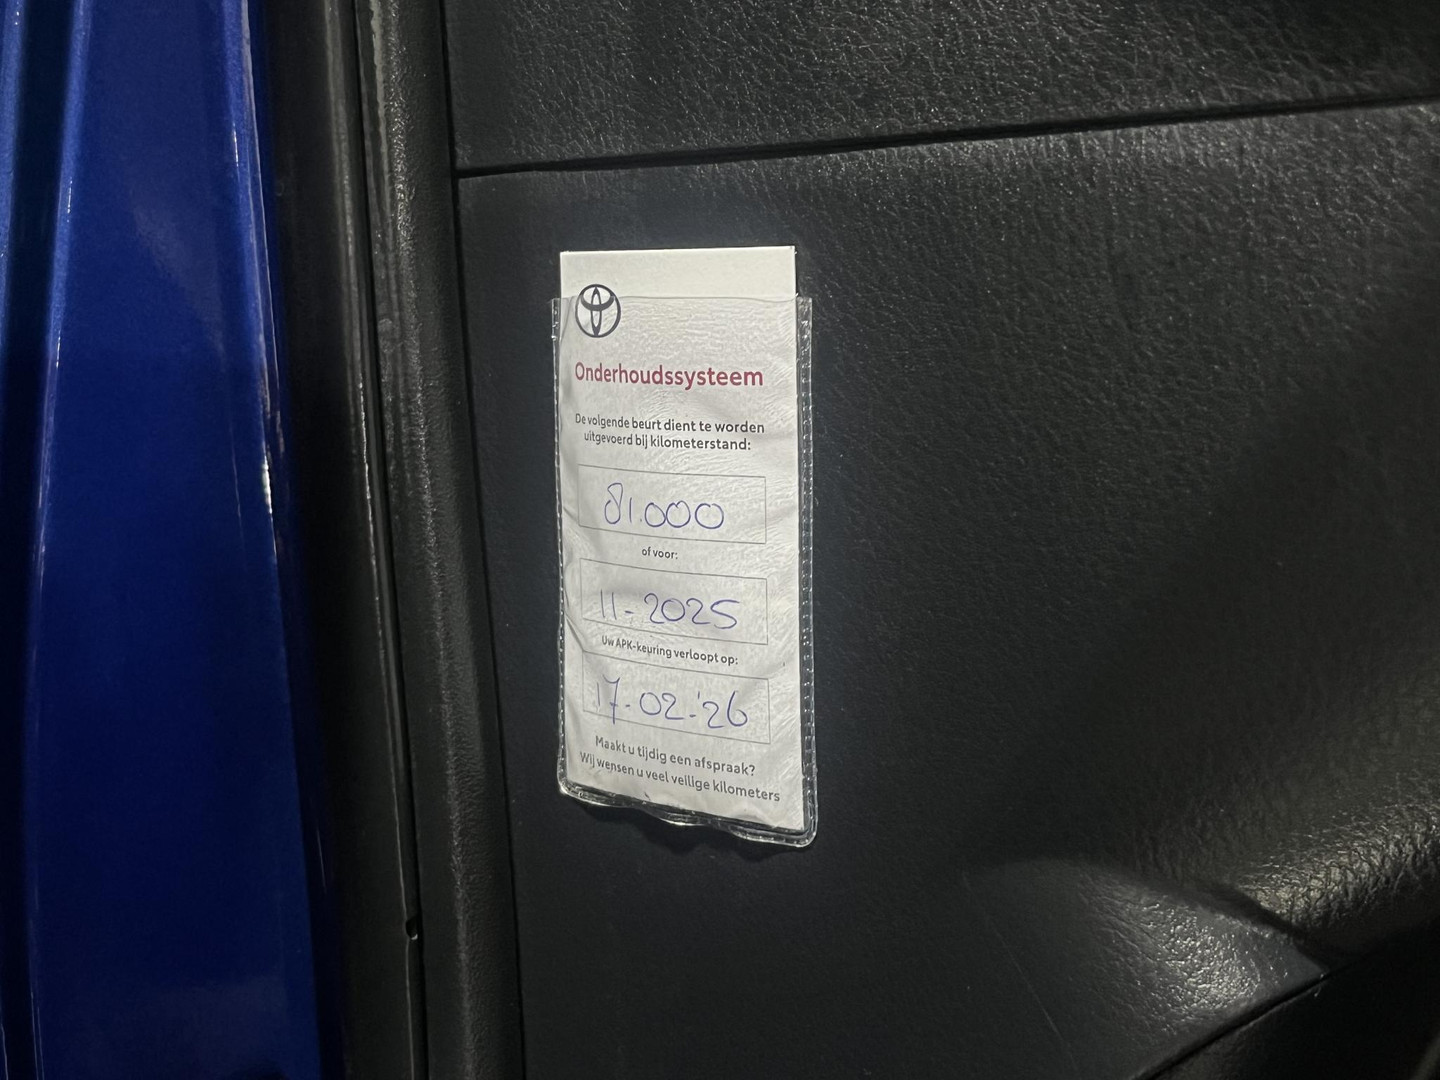 Onderhoudssysteem
De volgende beurt dient te worden
uitgevoerd bij kilometerstand:
81.000
of voor:
11-2025
Uw APK-keuring verloopt op:
17-02-'26
Maakt u tijdig een afspraak?
Wij wensen u veel veilige kilometers